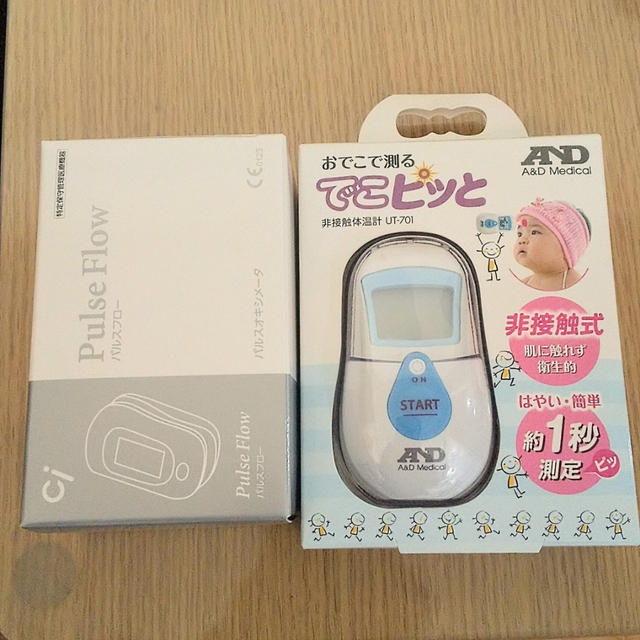 特定保守管理医療機器
CE 0123
Pulse Flow
パルスフロー
パルスオキシメータ
Ci
Pulse Flow
パルスフロー
おでこで測る
でこピッと
非接触体温計 UT-701
AND
A&D Medical
非接触式
肌に触れず
衛生的
はやい・簡単
約1秒
測定
ピッ
ON
START
AND
A&D Medical